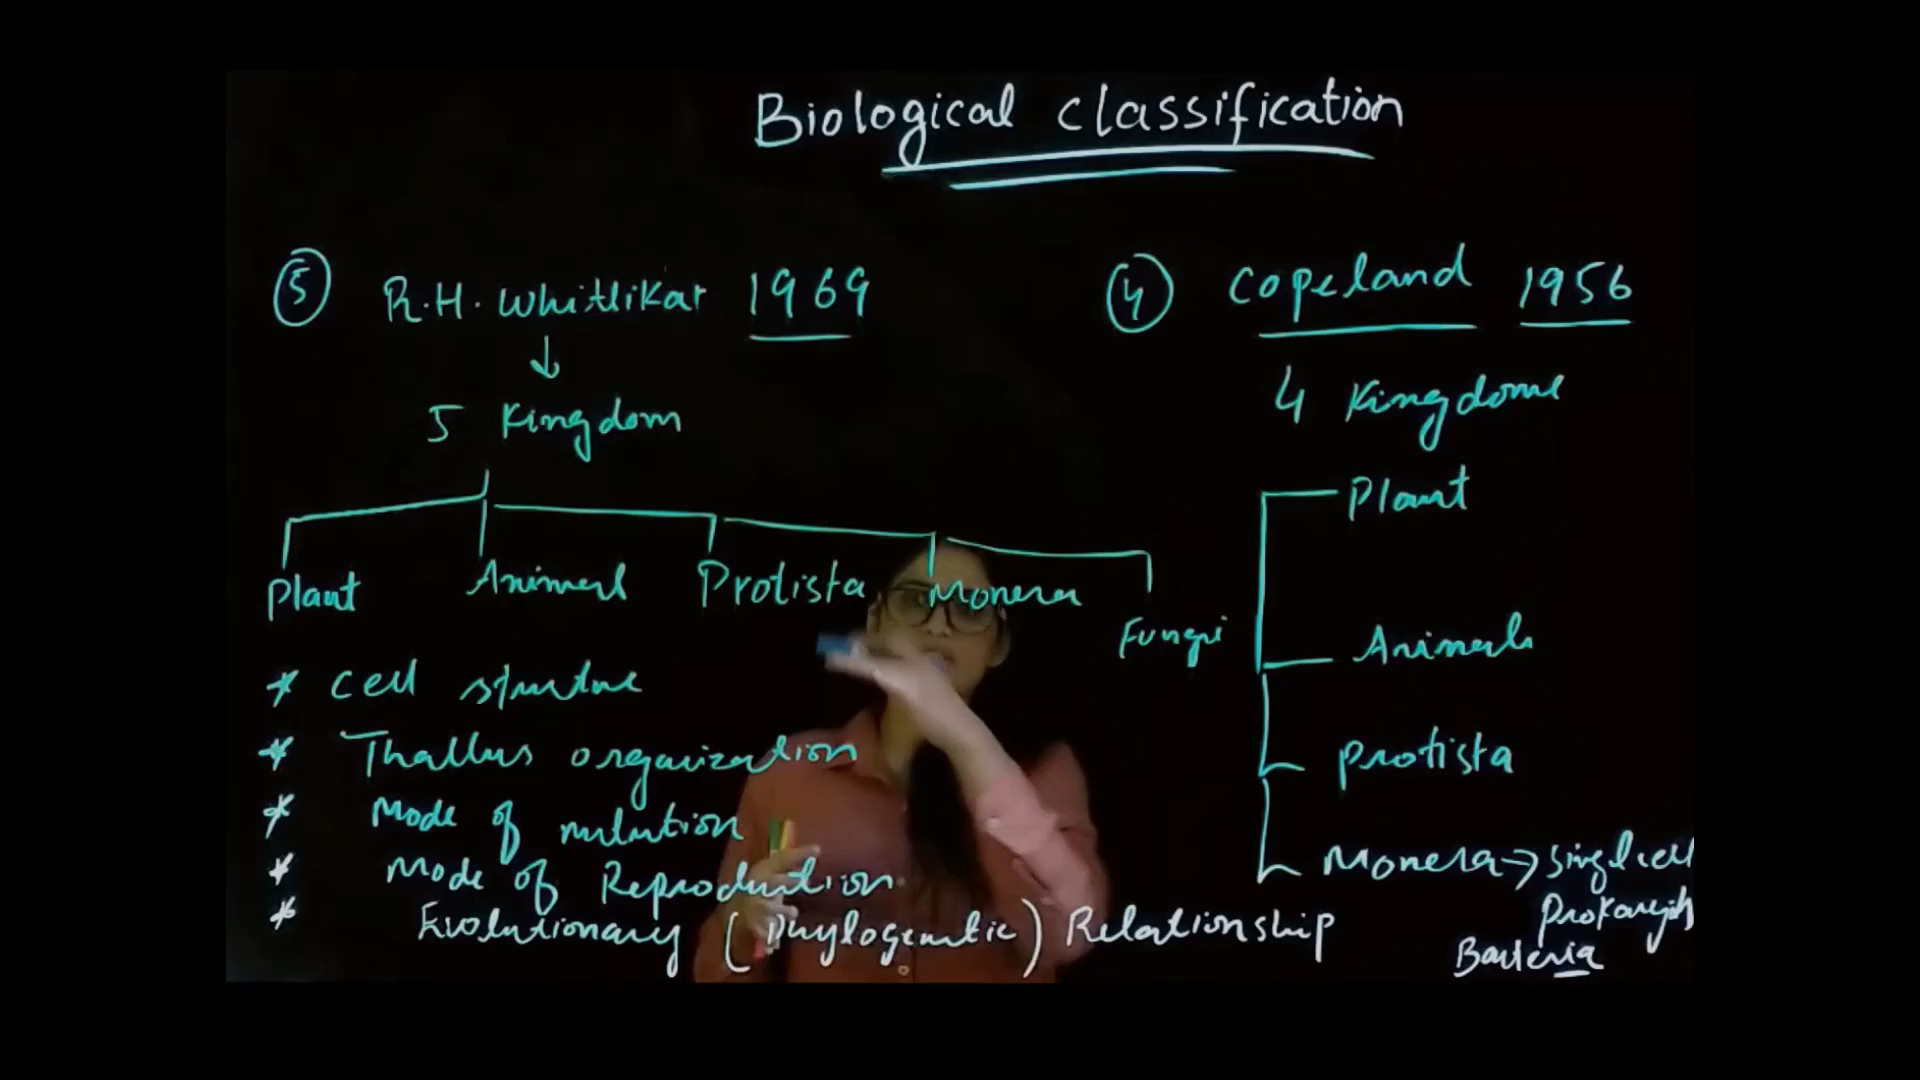 Biological classification
5 R.H. Whittikar 1969
↓
5 Kingdom
Plant Animal Protista Monera Fungi
* Cell structure
* Thallus organization
* Mode of nutrition
* Mode of Reproduction
* Evolutionary (Phylogenetic) Relationship
4 Copeland 1956
4 Kingdoms
Plant
Animals
Protista
Monera → Single cell
Prokaryote
Bacteria